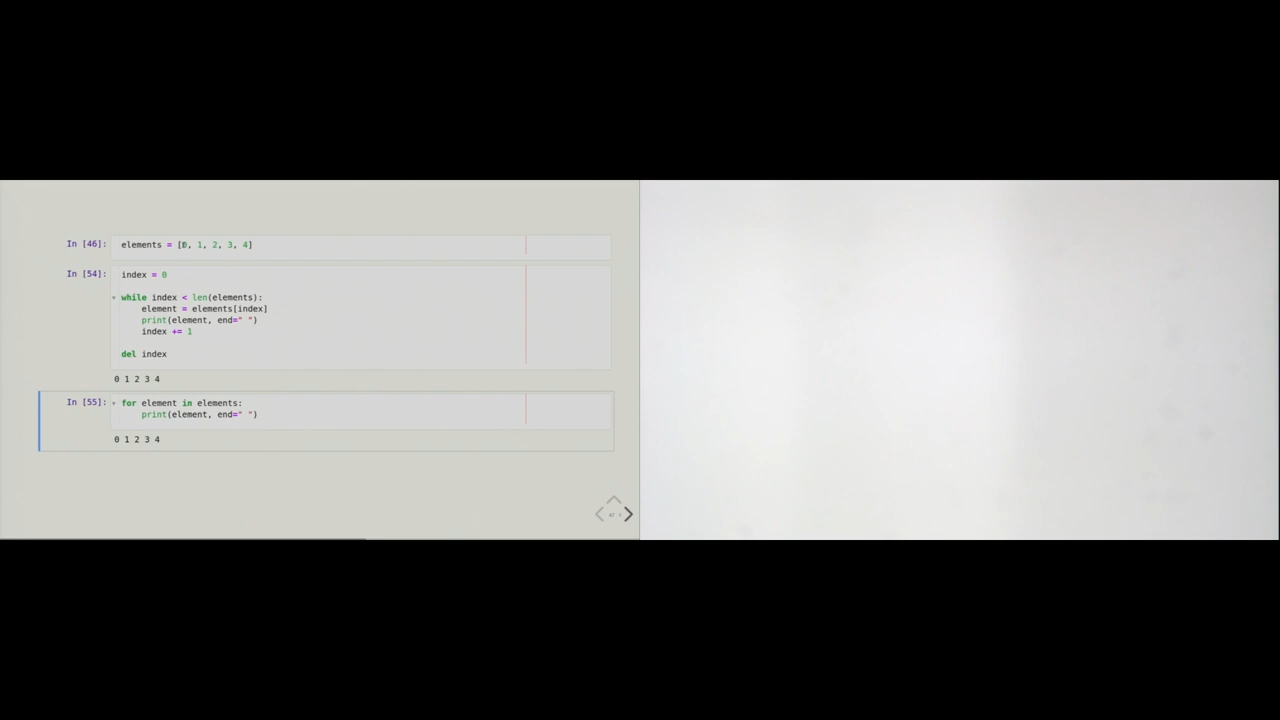 In [46]: elements = [0, 1, 2, 3, 4]
In [54]: index = 0
while index < len(elements):
element = elements[index]
print(element, end=" ")
index += 1
del index
0 1 2 3 4
In [55]: for element in elements:
print(element, end=" ")
0 1 2 3 4